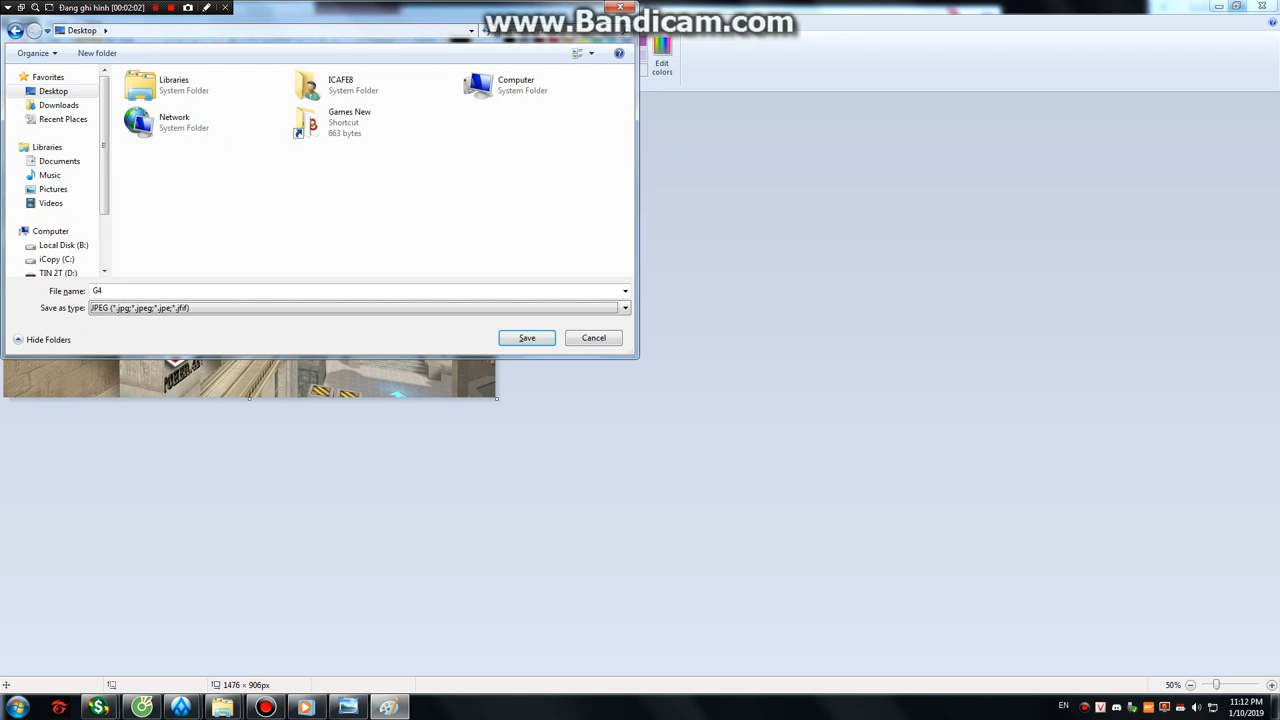 Đang ghi hình [00:02:02]
www.Bandicam.com
Desktop
Organize
New folder
Edit
colors
Favorites
Desktop
Downloads
Recent Places
Libraries
Documents
Music
Pictures
Videos
Computer
Local Disk (B:)
iCopy (C:)
TIN 2T (D:)
Libraries
System Folder
ICAFE8
System Folder
Computer
System Folder
Network
System Folder
Games New
Shortcut
663 bytes
File name: G4
Save as type: JPEG (*.jpg;*.jpeg;*.jpe;*.jfif)
Hide Folders
Save
Cancel
1476 × 906px
50%
EN
11:12 PM
1/10/2019